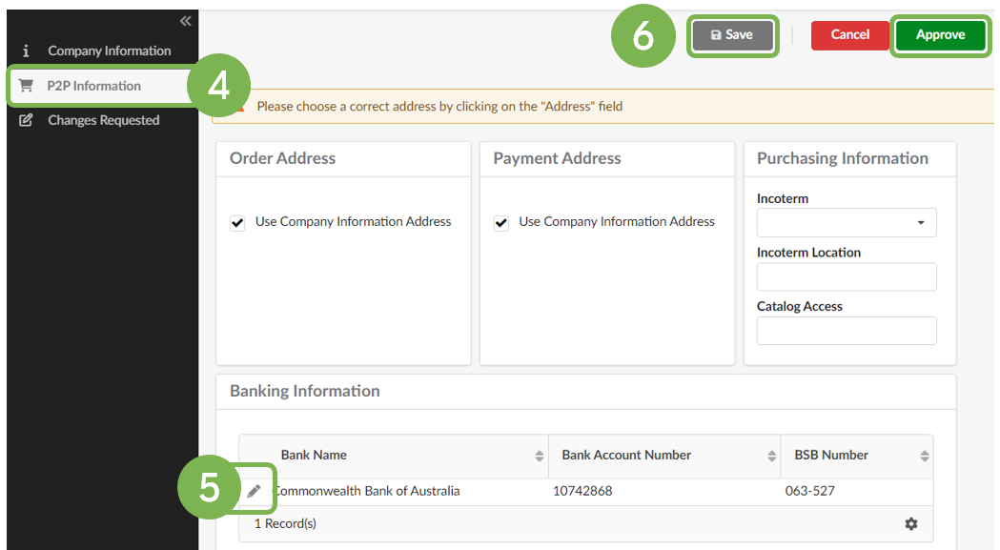 Company Information
P2P Information
Changes Requested
4
6
Save
Cancel
Approve
Please choose a correct address by clicking on the "Address" field
Order Address
Use Company Information Address
Payment Address
Use Company Information Address
Purchasing Information
Incoterm
Incoterm Location
Catalog Access
Banking Information
Bank Name Bank Account Number BSB Number
5
Commonwealth Bank of Australia 10742868 063-527
1 Record(s)